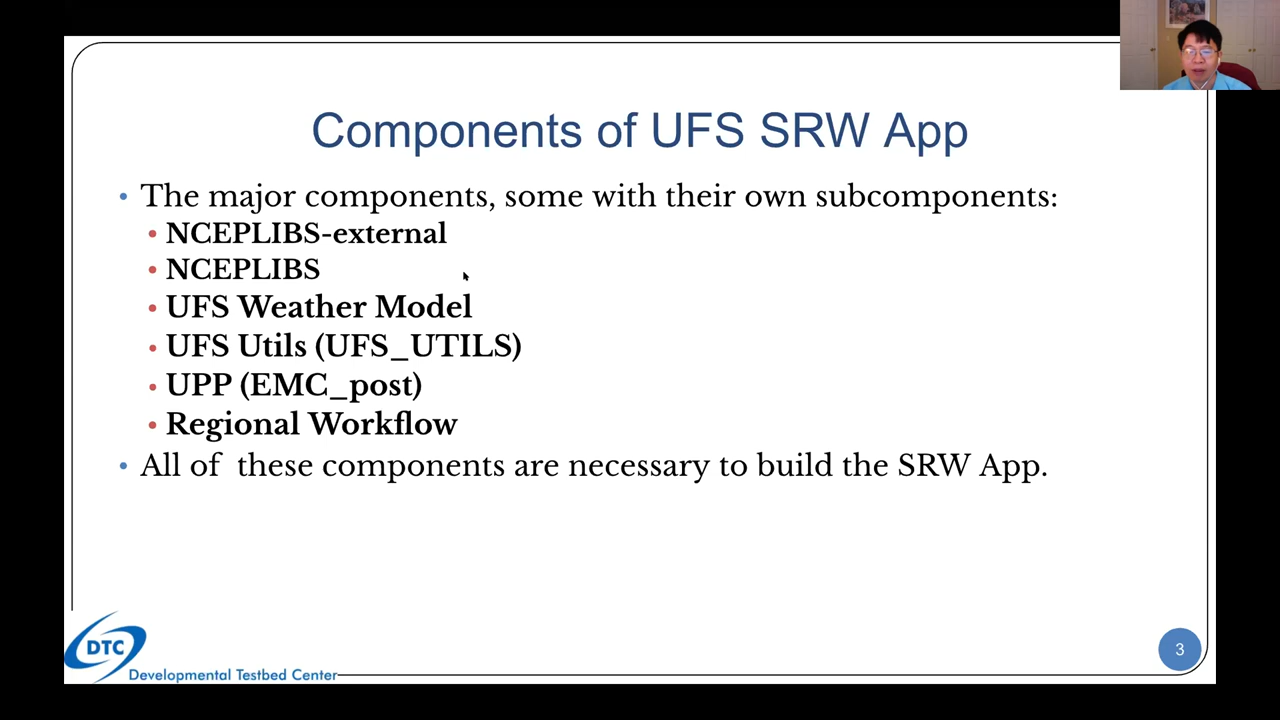 Components of UFS SRW App
• The major components, some with their own subcomponents:
• NCEPLIBS-external
• NCEPLIBS
• UFS Weather Model
• UFS Utils (UFS_UTILS)
• UPP (EMC_post)
• Regional Workflow
• All of these components are necessary to build the SRW App.
DTC
Developmental Testbed Center
3